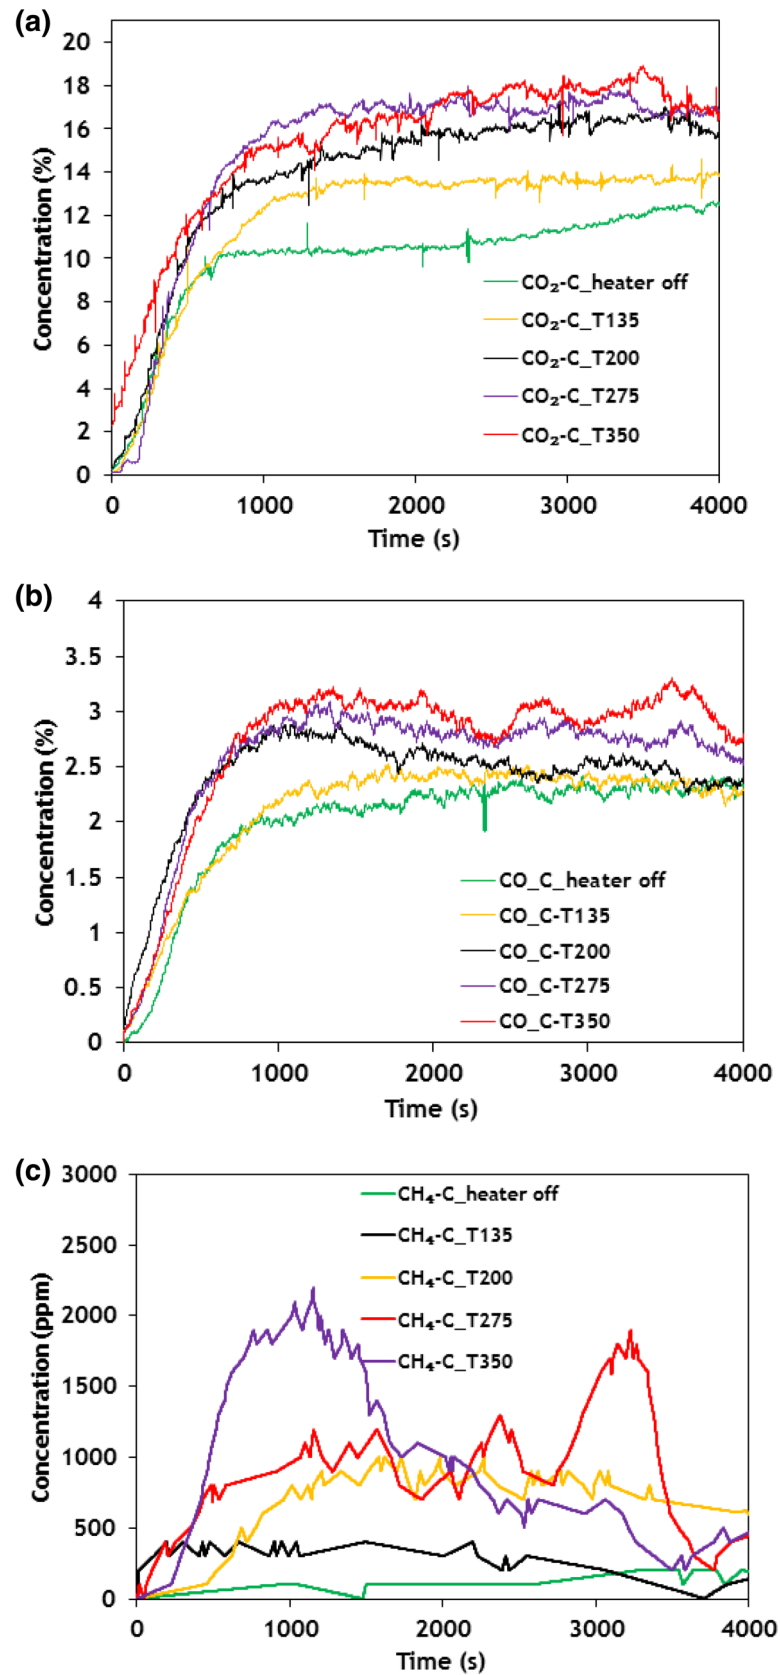 (a)
20
18
16
14
12
10
8
6
4
2
0
Concentration (%)
CO₂-C_heater off
CO₂-C_T135
CO₂-C_T200
CO₂-C_T275
CO₂-C_T350
0 1000 2000 3000 4000
Time (s)
(b)
4
3.5
3
2.5
2
1.5
1
0.5
0
Concentration (%)
CO_C_heater off
CO_C-T135
CO_C-T200
CO_C-T275
CO_C-T350
0 1000 2000 3000 4000
Time (s)
(c)
3000
2500
2000
1500
1000
500
0
Concentration (ppm)
CH₄-C_heater off
CH₄-C_T135
CH₄-C_T200
CH₄-C_T275
CH₄-C_T350
0 1000 2000 3000 4000
Time (s)